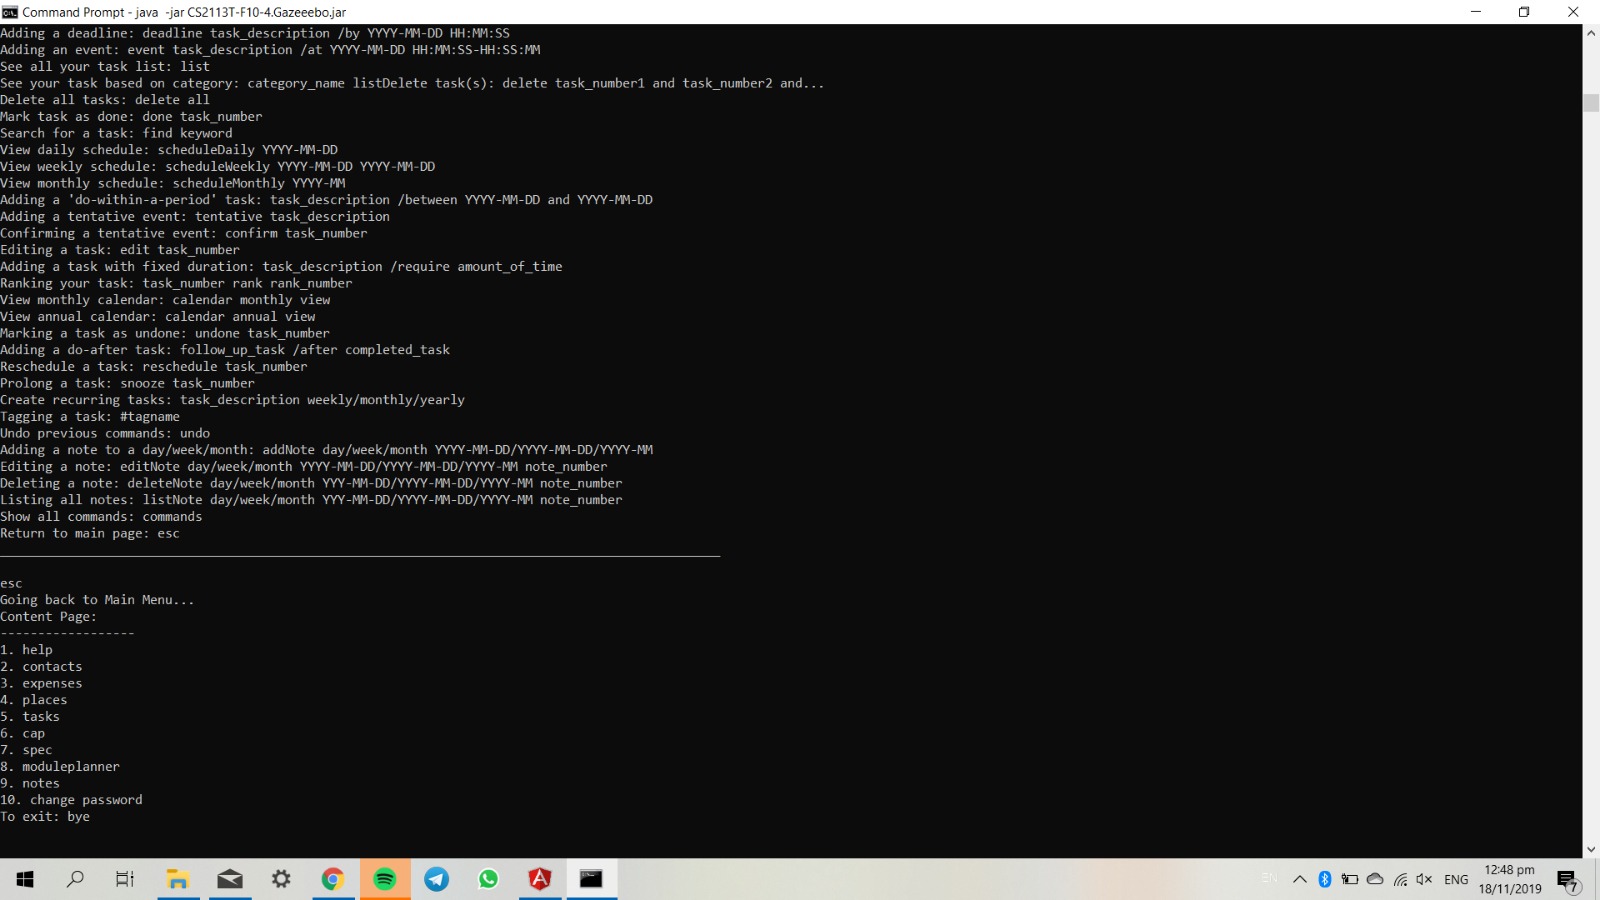 Command Prompt - java  -jar CS2113T-F10-4.Gazeeebo.jar
Adding a deadline: deadline task_description /by YYYY-MM-DD HH:MM:SS
Adding an event: event task_description /at YYYY-MM-DD HH:MM:SS-HH:SS:MM
See all your task list: list
See your task based on category: category_name listDelete task(s): delete task_number1 and task_number2 and...
Delete all tasks: delete all
Mark task as done: done task_number
Search for a task: find keyword
View daily schedule: scheduleDaily YYYY-MM-DD
View weekly schedule: scheduleWeekly YYYY-MM-DD YYYY-MM-DD
View monthly schedule: scheduleMonthly YYYY-MM
Adding a 'do-within-a-period' task: task_description /between YYYY-MM-DD and YYYY-MM-DD
Adding a tentative event: tentative task_description
Confirming a tentative event: confirm task_number
Editing a task: edit task_number
Adding a task with fixed duration: task_description /require amount_of_time
Ranking your task: task_number rank rank_number
View monthly calendar: calendar monthly view
View annual calendar: calendar annual view
Marking a task as undone: undone task_number
Adding a do-after task: follow_up_task /after completed_task
Reschedule a task: reschedule task_number
Prolong a task: snooze task_number
Create recurring tasks: task_description weekly/monthly/yearly
Tagging a task: #tagname
Undo previous commands: undo
Adding a note to a day/week/month: addNote day/week/month YYYY-MM-DD/YYYY-MM-DD/YYYY-MM
Editing a note: editNote day/week/month YYYY-MM-DD/YYYY-MM-DD/YYYY-MM note_number
Deleting a note: deleteNote day/week/month YYY-MM-DD/YYYY-MM-DD/YYYY-MM note_number
Listing all notes: listNote day/week/month YYY-MM-DD/YYYY-MM-DD/YYYY-MM note_number
Show all commands: commands
Return to main page: esc
esc
Going back to Main Menu...
Content Page:
------------------
1. help
2. contacts
3. expenses
4. places
5. tasks
6. cap
7. spec
8. moduleplanner
9. notes
10. change password
To exit: bye
EN
ENG
12:48 pm
18/11/2019
7